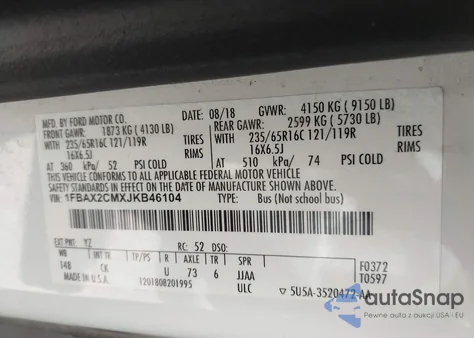 MFD. BY FORD MOTOR CO.
08/18 GVWR: 4150 KG ( 9150 LB)
FRONT GAWR: 1873 KG ( 4130 LB) REAR GAWR: 2599 KG ( 5730 LB)
WITH 235/65R16C 121/119R TIRES WITH 235/65R16C 121/119R TIRES
16X6.5J RIMS 16X6.5J RIMS
AT 360 kPa/ 52 PSI COLD AT 510 kPa/ 74 PSI COLD
THIS VEHICLE CONFORMS TO ALL APPLICABLE FEDERAL MOTOR VEHICLE
SAFETY STANDARDS IN EFFECT ON THE DATE OF MANUFACTURE SHOWN ABOVE.
VIN: 1FBAX2CMXJKB46104 TYPE: Bus (Not school bus)
EXT PNT: YZ RC: 52 DSO:
WB INT TR TP/PS R AXLE TR SPR
148 CK U 73 6 JJAA
MADE IN U.S.A. 1201808201995 ULC
F0372
T0597
5U5A-3520472-AA
autoSnap
Pewne auta z aukcji w USA